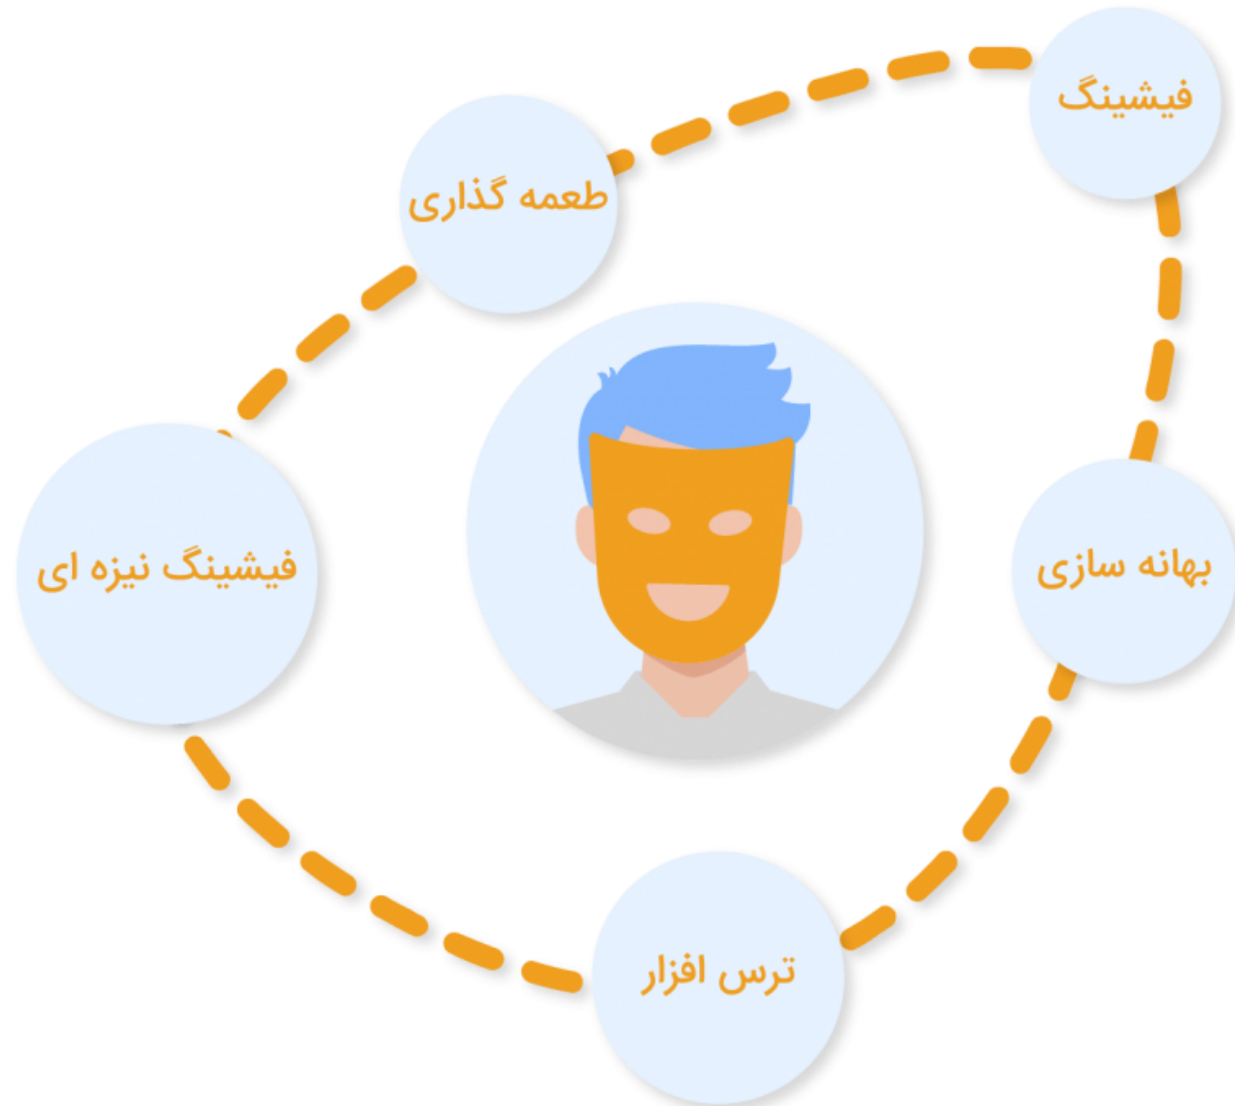 فیشینگ
طعمه گذاری
فیشینگ نیزه ای
بهانه سازی
ترس افزار